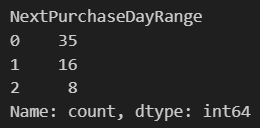 NextPurchaseDayRange
0    35
1    16
2     8
Name: count, dtype: int64